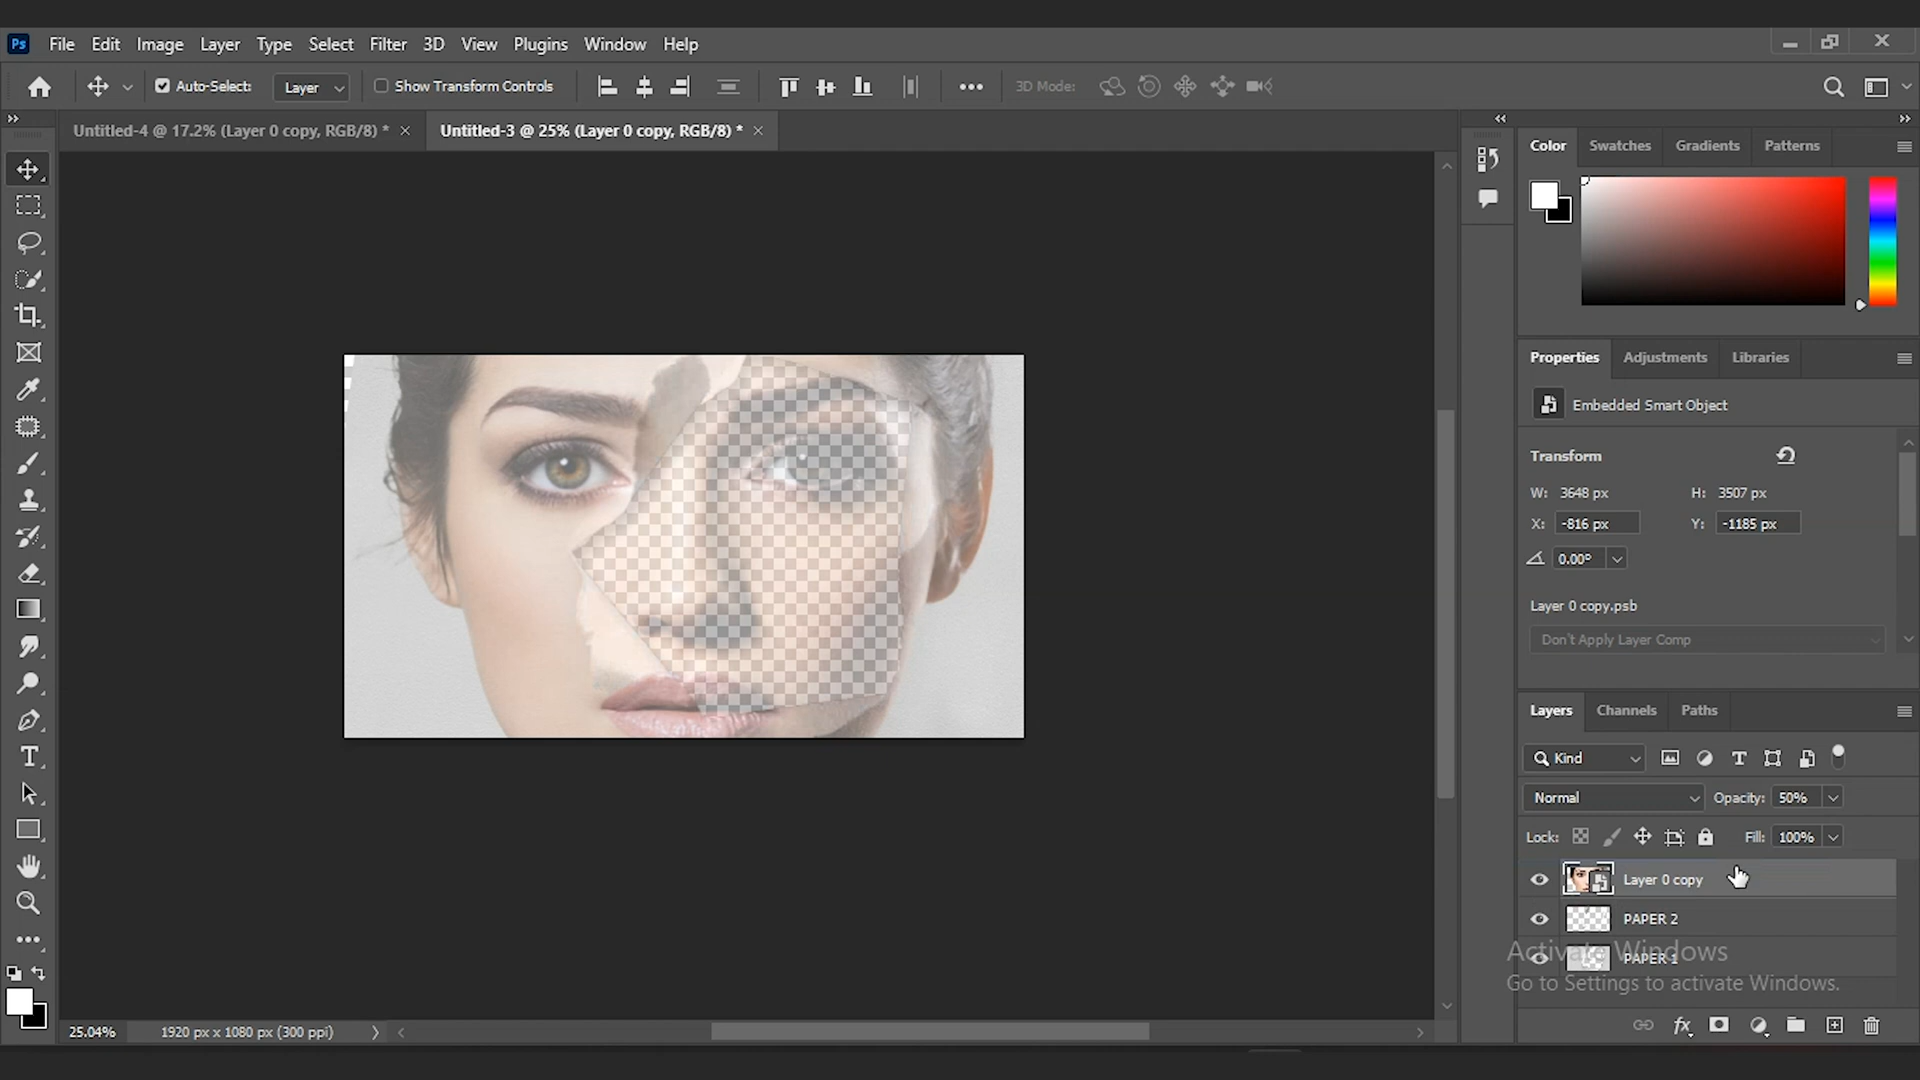 Ps File Edit Image Layer Type Select Filter 3D View Plugins Window Help
Auto-Select: Layer Show Transform Controls 3D Mode:
Untitled-4 @ 17.2% (Layer 0 copy, RGB/8) * × Untitled-3 @ 25% (Layer 0 copy, RGB/8) * ×
Color Swatches Gradients Patterns
Properties Adjustments Libraries
Embedded Smart Object
Transform
W: 3648 px H: 3507 px
X: -816 px Y: -1185 px
0.00°
Layer 0 copy.psb
Don't Apply Layer Comp
Layers Channels Paths
Kind
Normal Opacity: 50%
Lock: Fill: 100%
Layer 0 copy
PAPER 2
PAPER 1
Activate Windows
Go to Settings to activate Windows.
25.04% 1920 px x 1080 px (300 ppi)